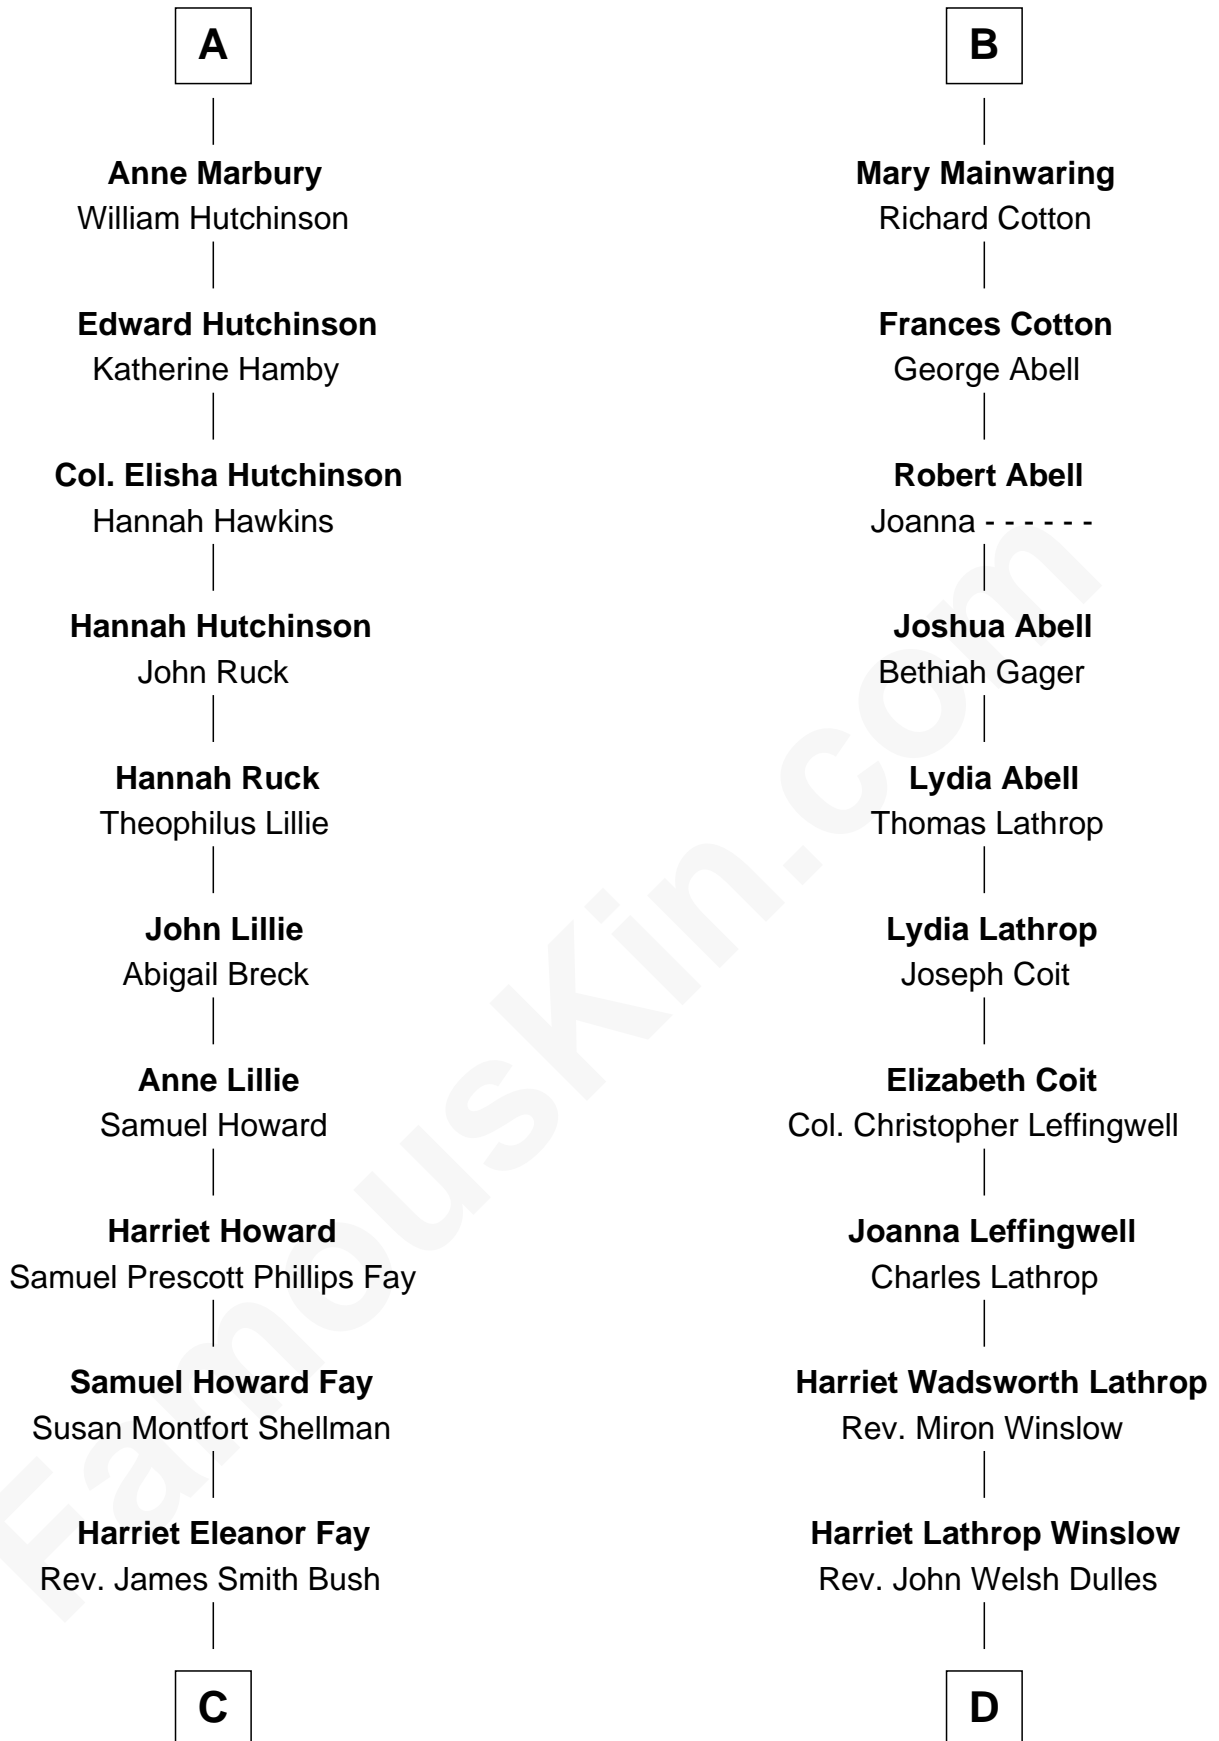 A
Anne Marbury
William Hutchinson
Edward Hutchinson
Katherine Hamby
Col. Elisha Hutchinson
Hannah Hawkins
Hannah Hutchinson
John Ruck
Hannah Ruck
Theophilus Lillie
John Lillie
Abigail Breck
Anne Lillie
Samuel Howard
Harriet Howard
Samuel Prescott Phillips Fay
Samuel Howard Fay
Susan Montfort Shellman
Harriet Eleanor Fay
Rev. James Smith Bush
C
B
Mary Mainwaring
Richard Cotton
Frances Cotton
George Abell
Robert Abell
Joanna - - - - - -
Joshua Abell
Bethiah Gager
Lydia Abell
Thomas Lathrop
Lydia Lathrop
Joseph Coit
Elizabeth Coit
Col. Christopher Leffingwell
Joanna Leffingwell
Charles Lathrop
Harriet Wadsworth Lathrop
Rev. Miron Winslow
Harriet Lathrop Winslow
Rev. John Welsh Dulles
D
FamousKin.com